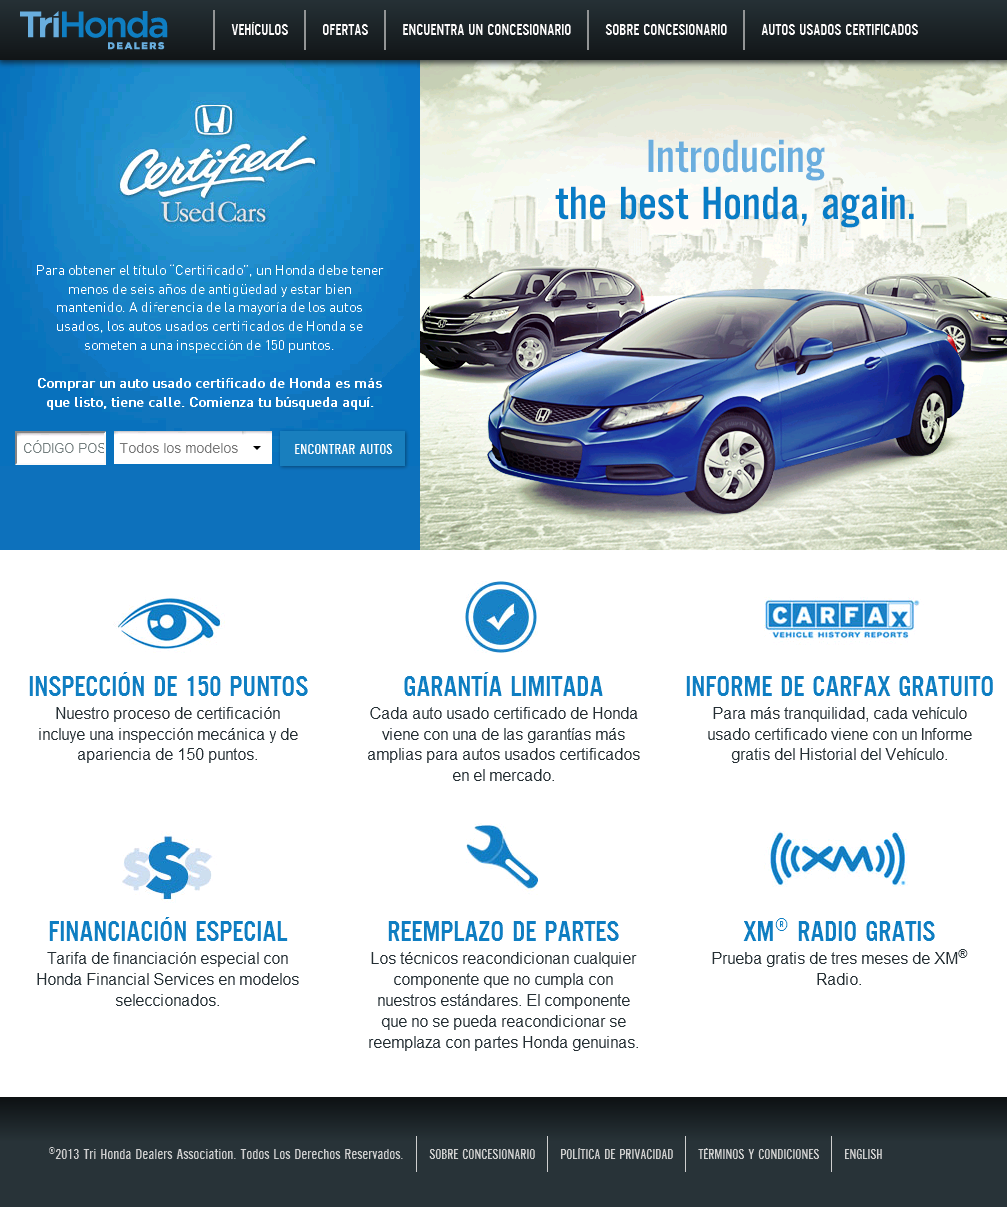 TriHonda
DEALERS
VEHÍCULOS
OFERTAS
ENCUENTRA UN CONCESIONARIO
SOBRE CONCESIONARIO
AUTOS USADOS CERTIFICADOS
Certified
Used Cars
Para obtener el título “Certificado”, un Honda debe tener
menos de seis años de antigüedad y estar bien
mantenido. A diferencia de la mayoría de los autos
usados, los autos usados certificados de Honda se
someten a una inspección de 150 puntos.
Comprar un auto usado certificado de Honda es más
que listo, tiene calle. Comienza tu búsqueda aquí.
CÓDIGO POS
Todos los modelos
ENCONTRAR AUTOS
Introducing
the best Honda, again.
INSPECCIÓN DE 150 PUNTOS
Nuestro proceso de certificación
incluye una inspección mecánica y de
apariencia de 150 puntos.
GARANTÍA LIMITADA
Cada auto usado certificado de Honda
viene con una de las garantías más
amplias para autos usados certificados
en el mercado.
CARFAX®
VEHICLE HISTORY REPORTS
INFORME DE CARFAX GRATUITO
Para más tranquilidad, cada vehículo
usado certificado viene con un Informe
gratis del Historial del Vehículo.
$$$
FINANCIACIÓN ESPECIAL
Tarifa de financiación especial con
Honda Financial Services en modelos
seleccionados.
REEMPLAZO DE PARTES
Los técnicos reacondicionan cualquier
componente que no cumpla con
nuestros estándares. El componente
que no se pueda reacondicionar se
reemplaza con partes Honda genuinas.
XM
XM® RADIO GRATIS
Prueba gratis de tres meses de XM®
Radio.
®2013 Tri Honda Dealers Association. Todos Los Derechos Reservados.
SOBRE CONCESIONARIO
POLÍTICA DE PRIVACIDAD
TÉRMINOS Y CONDICIONES
ENGLISH